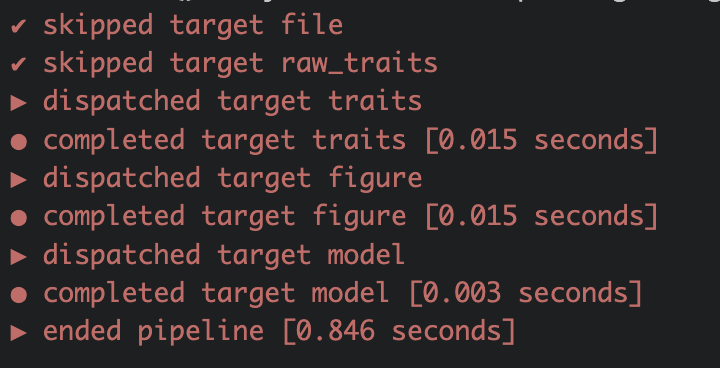 ✔ skipped target file
✔ skipped target raw_traits
▶ dispatched target traits
● completed target traits [0.015 seconds]
▶ dispatched target figure
● completed target figure [0.015 seconds]
▶ dispatched target model
● completed target model [0.003 seconds]
▶ ended pipeline [0.846 seconds]